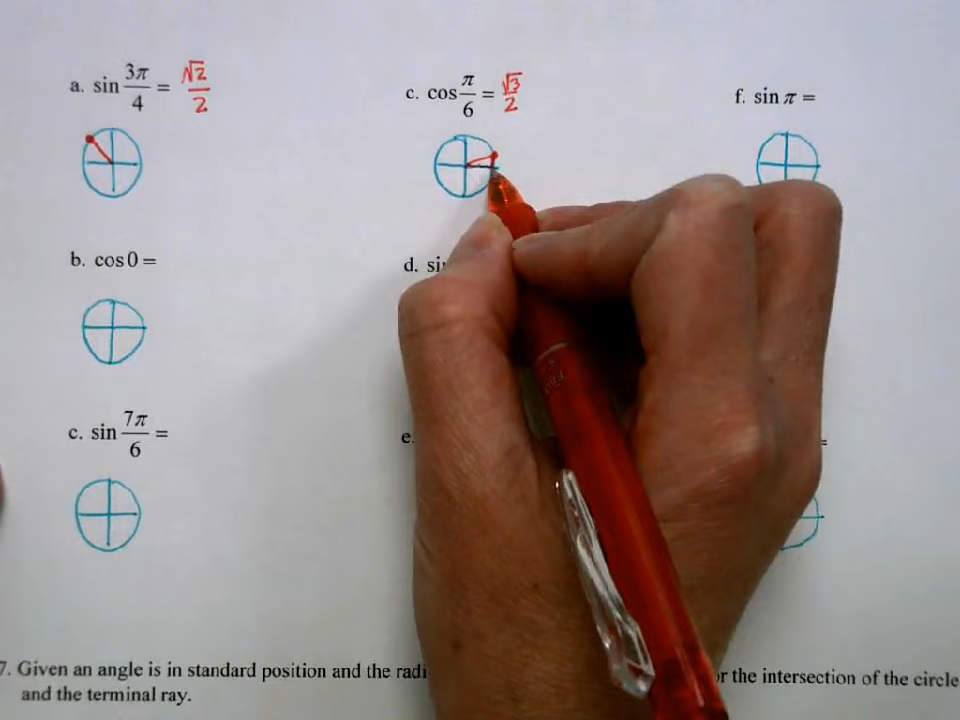 a. sin 3π/4 = √2/2
c. cos π/6 = √3/2
f. sin π =
b. cos 0 =
d. si
c. sin 7π/6 =
e.
=
7. Given an angle is in standard position and the radi r the intersection of the circle
and the terminal ray.